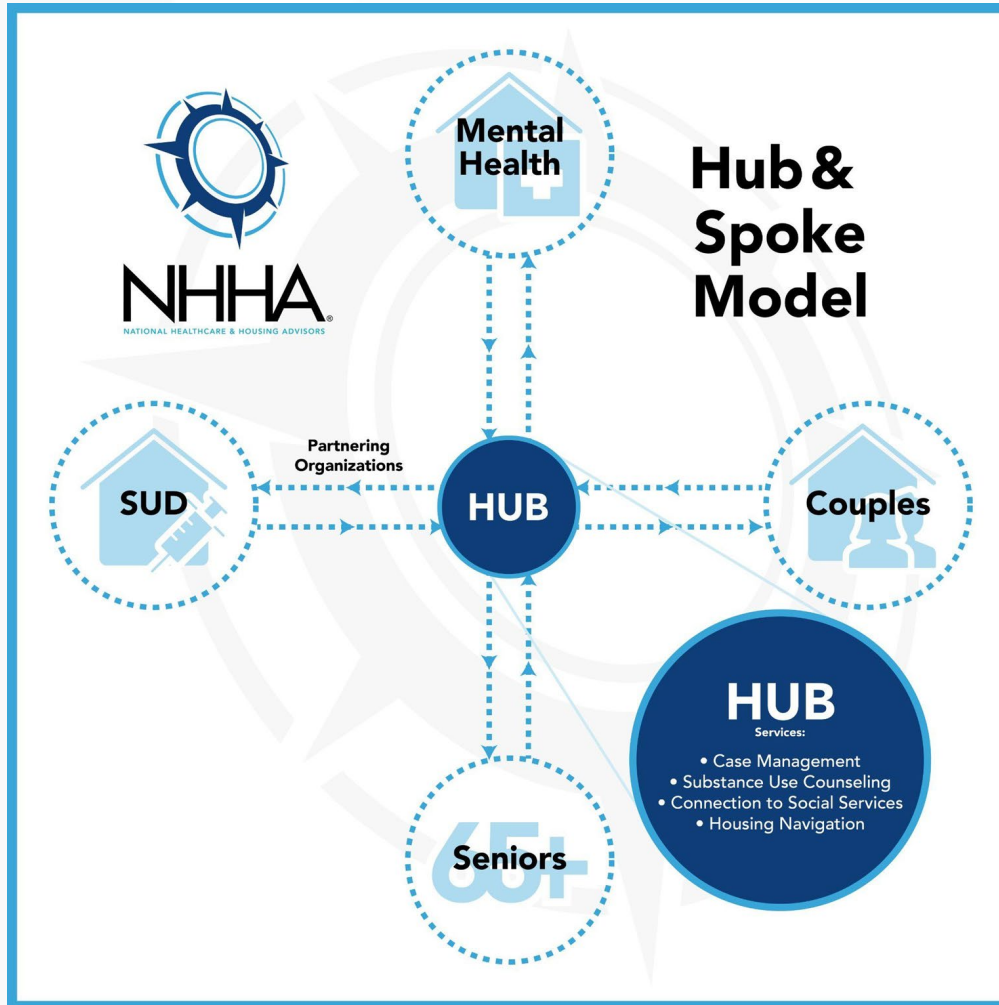 Mental
Health
Hub &
Spoke
Model
NHHA®
NATIONAL HEALTHCARE & HOUSING ADVISORS
Partnering
Organizations
SUD
HUB
Couples
HUB
Services:
• Case Management
• Substance Use Counseling
• Connection to Social Services
• Housing Navigation
65+
Seniors